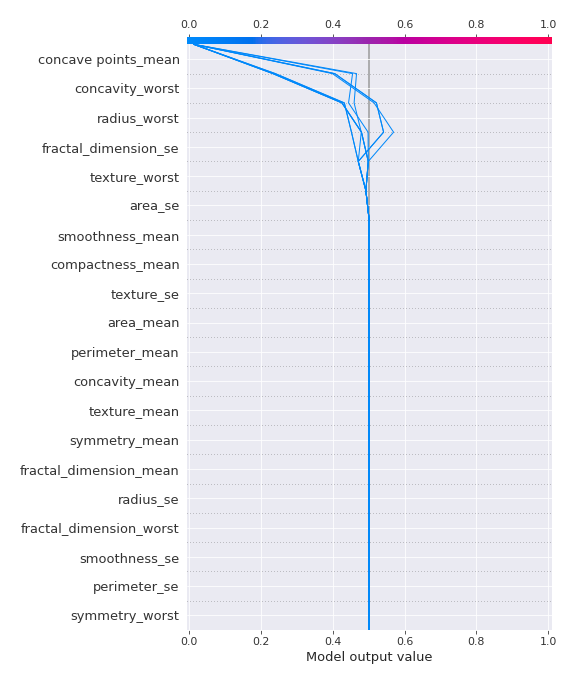 0.0 0.2 0.4 0.6 0.8 1.0
concave points_mean
concavity_worst
radius_worst
fractal_dimension_se
texture_worst
area_se
smoothness_mean
compactness_mean
texture_se
area_mean
perimeter_mean
concavity_mean
texture_mean
symmetry_mean
fractal_dimension_mean
radius_se
fractal_dimension_worst
smoothness_se
perimeter_se
symmetry_worst
0.0 0.2 0.4 0.6 0.8 1.0
Model output value